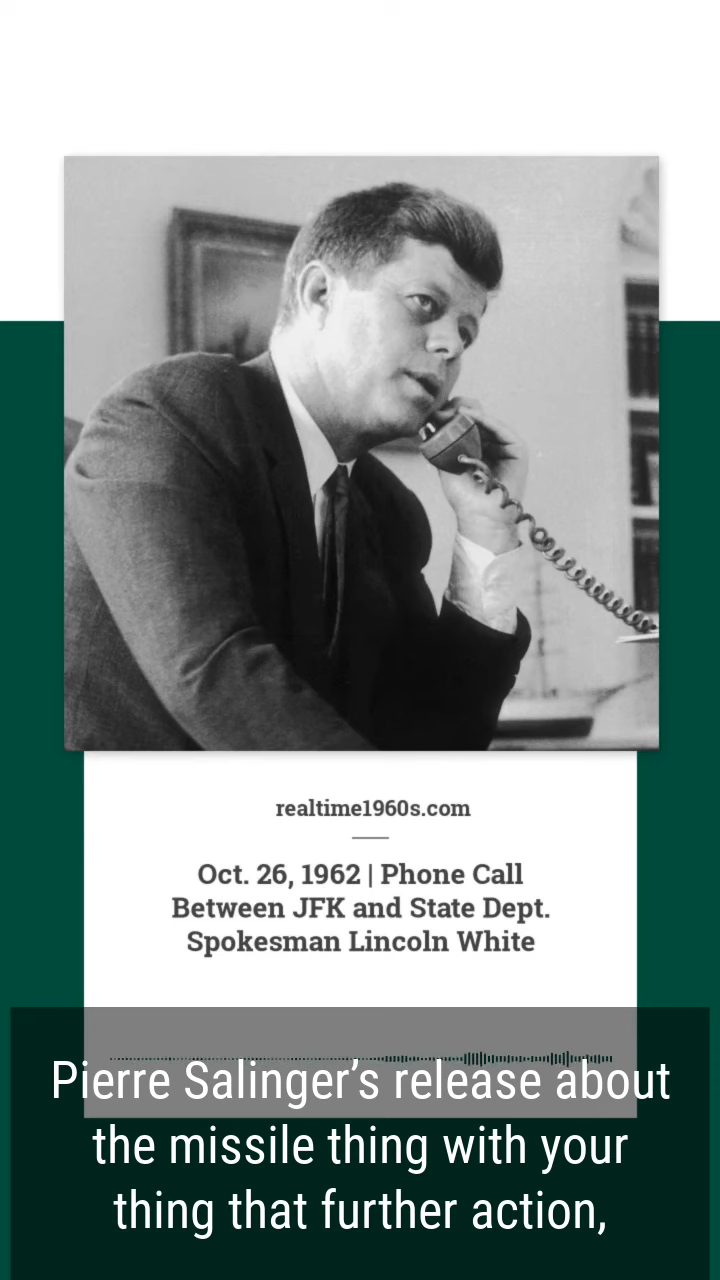 realtime1960s.com
Oct. 26, 1962 | Phone Call
Between JFK and State Dept.
Spokesman Lincoln White
Pierre Salinger’s release about
the missile thing with your
thing that further action,